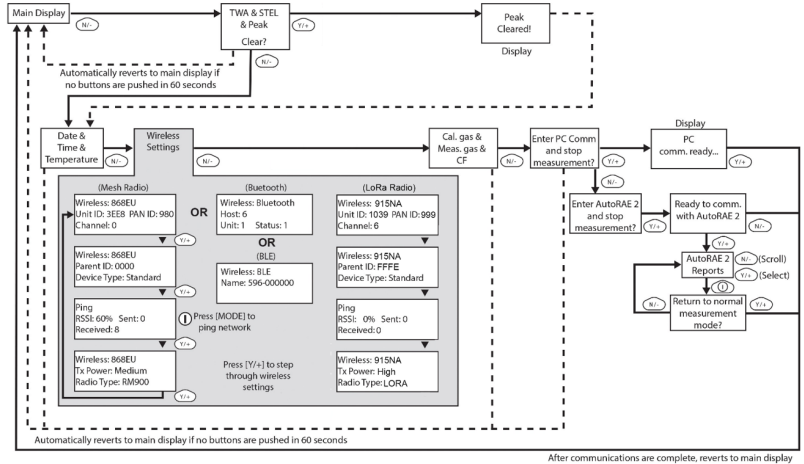 Main Display
N/-
TWA & STEL
& Peak
Clear?
Y/+
Peak
Cleared!
Display
N/-
Automatically reverts to main display if
no buttons are pushed in 60 seconds
Date &
Time &
Temperature
N/-
Wireless
Settings
N/-
Cal. gas &
Meas. gas &
CF
N/-
Enter PC Comm
and stop
measurement?
Y/+
N/-
Display
PC
comm. ready...
Y/+
Enter AutoRAE 2
and stop
measurement?
Y/+
Ready to comm.
with AutoRAE 2
Y/+
AutoRAE 2
Reports
N/- (Scroll)
Y/+ (Select)
Return to normal
measurement
mode?
N/-
Y/+
(Mesh Radio)
Wireless: 868EU
Unit ID: 3EE8 PAN ID: 980
Channel: 0
Y/+
Wireless: 868EU
Parent ID: 0000
Device Type: Standard
Y/+
Ping
RSSI: 60% Sent: 0
Received: 8
Press [MODE] to
ping network
Y/+
Wireless: 868EU
Tx Power: Medium
Radio Type: RM900
Y/+
OR
(Buetooth)
Wireless: Bluetooth
Host: 6
Unit: 1 Status: 1
OR
(BLE)
Wireless: BLE
Name: 596-000000
Press [Y/+] to step
through wireless
settings
(LoRa Radio)
Wireless: 915NA
Unit ID: 1039 PAN ID: 999
Channel: 6
Y/+
Wireless: 915NA
Parent ID: FFFE
Device Type: Standard
Y/+
Ping
RSSI: 0% Sent: 0
Received: 0
Y/+
Wireless: 915NA
Tx Power: High
Radio Type: LORA
Automatically reverts to main display if no buttons are pushed in 60 seconds
After communications are complete, reverts to main display